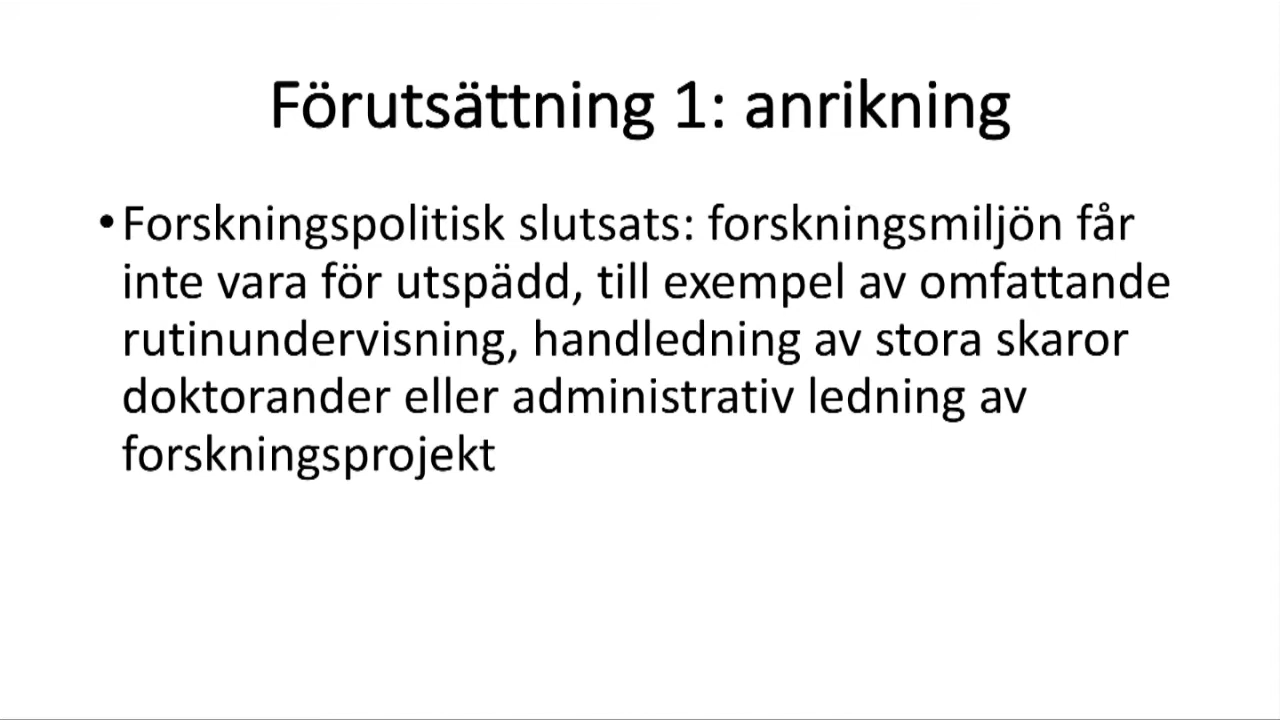 Förutsättning 1: anrikning
• Forskningspolitisk slutsats: forskningsmiljön får
inte vara för utspädd, till exempel av omfattande
rutinundervisning, handledning av stora skaror
doktorander eller administrativ ledning av
forskningsprojekt